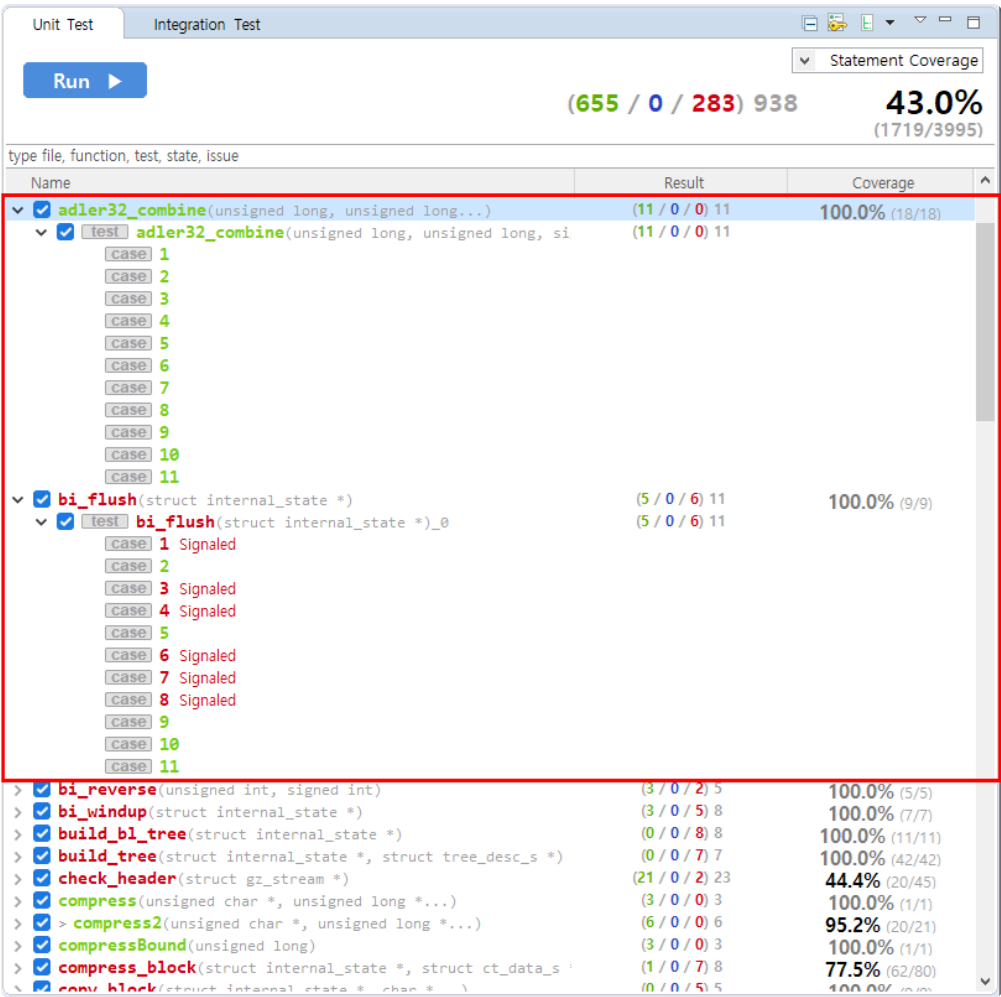 Unit Test Integration Test
Statement Coverage
Run
(655 / 0 / 283) 938 43.0%
(1719/3995)
type file, function, test, state, issue
Name Result Coverage
adler32_combine(unsigned long, unsigned long...) (11 / 0 / 0) 11 100.0% (18/18)
test adler32_combine(unsigned long, unsigned long, si (11 / 0 / 0) 11
case 1
case 2
case 3
case 4
case 5
case 6
case 7
case 8
case 9
case 10
case 11
bi_flush(struct internal_state *) (5 / 0 / 6) 11 100.0% (9/9)
test bi_flush(struct internal_state *)_0 (5 / 0 / 6) 11
case 1 Signaled
case 2
case 3 Signaled
case 4 Signaled
case 5
case 6 Signaled
case 7 Signaled
case 8 Signaled
case 9
case 10
case 11
bi_reverse(unsigned int, signed int) (3 / 0 / 2) 5 100.0% (5/5)
bi_windup(struct internal_state *) (3 / 0 / 5) 8 100.0% (7/7)
build_bl_tree(struct internal_state *) (0 / 0 / 8) 8 100.0% (11/11)
build_tree(struct internal_state *, struct tree_desc_s *) (0 / 0 / 7) 7 100.0% (42/42)
check_header(struct gz_stream *) (21 / 0 / 2) 23 44.4% (20/45)
compress(unsigned char *, unsigned long *...) (3 / 0 / 0) 3 100.0% (1/1)
> compress2(unsigned char *, unsigned long *...) (6 / 0 / 0) 6 95.2% (20/21)
compressBound(unsigned long) (3 / 0 / 0) 3 100.0% (1/1)
compress_block(struct internal_state *, struct ct_data_s * (1 / 0 / 7) 8 77.5% (62/80)
copy_block(struct internal_state *, char *...) (0 / 0 / 5) 5 100.0%